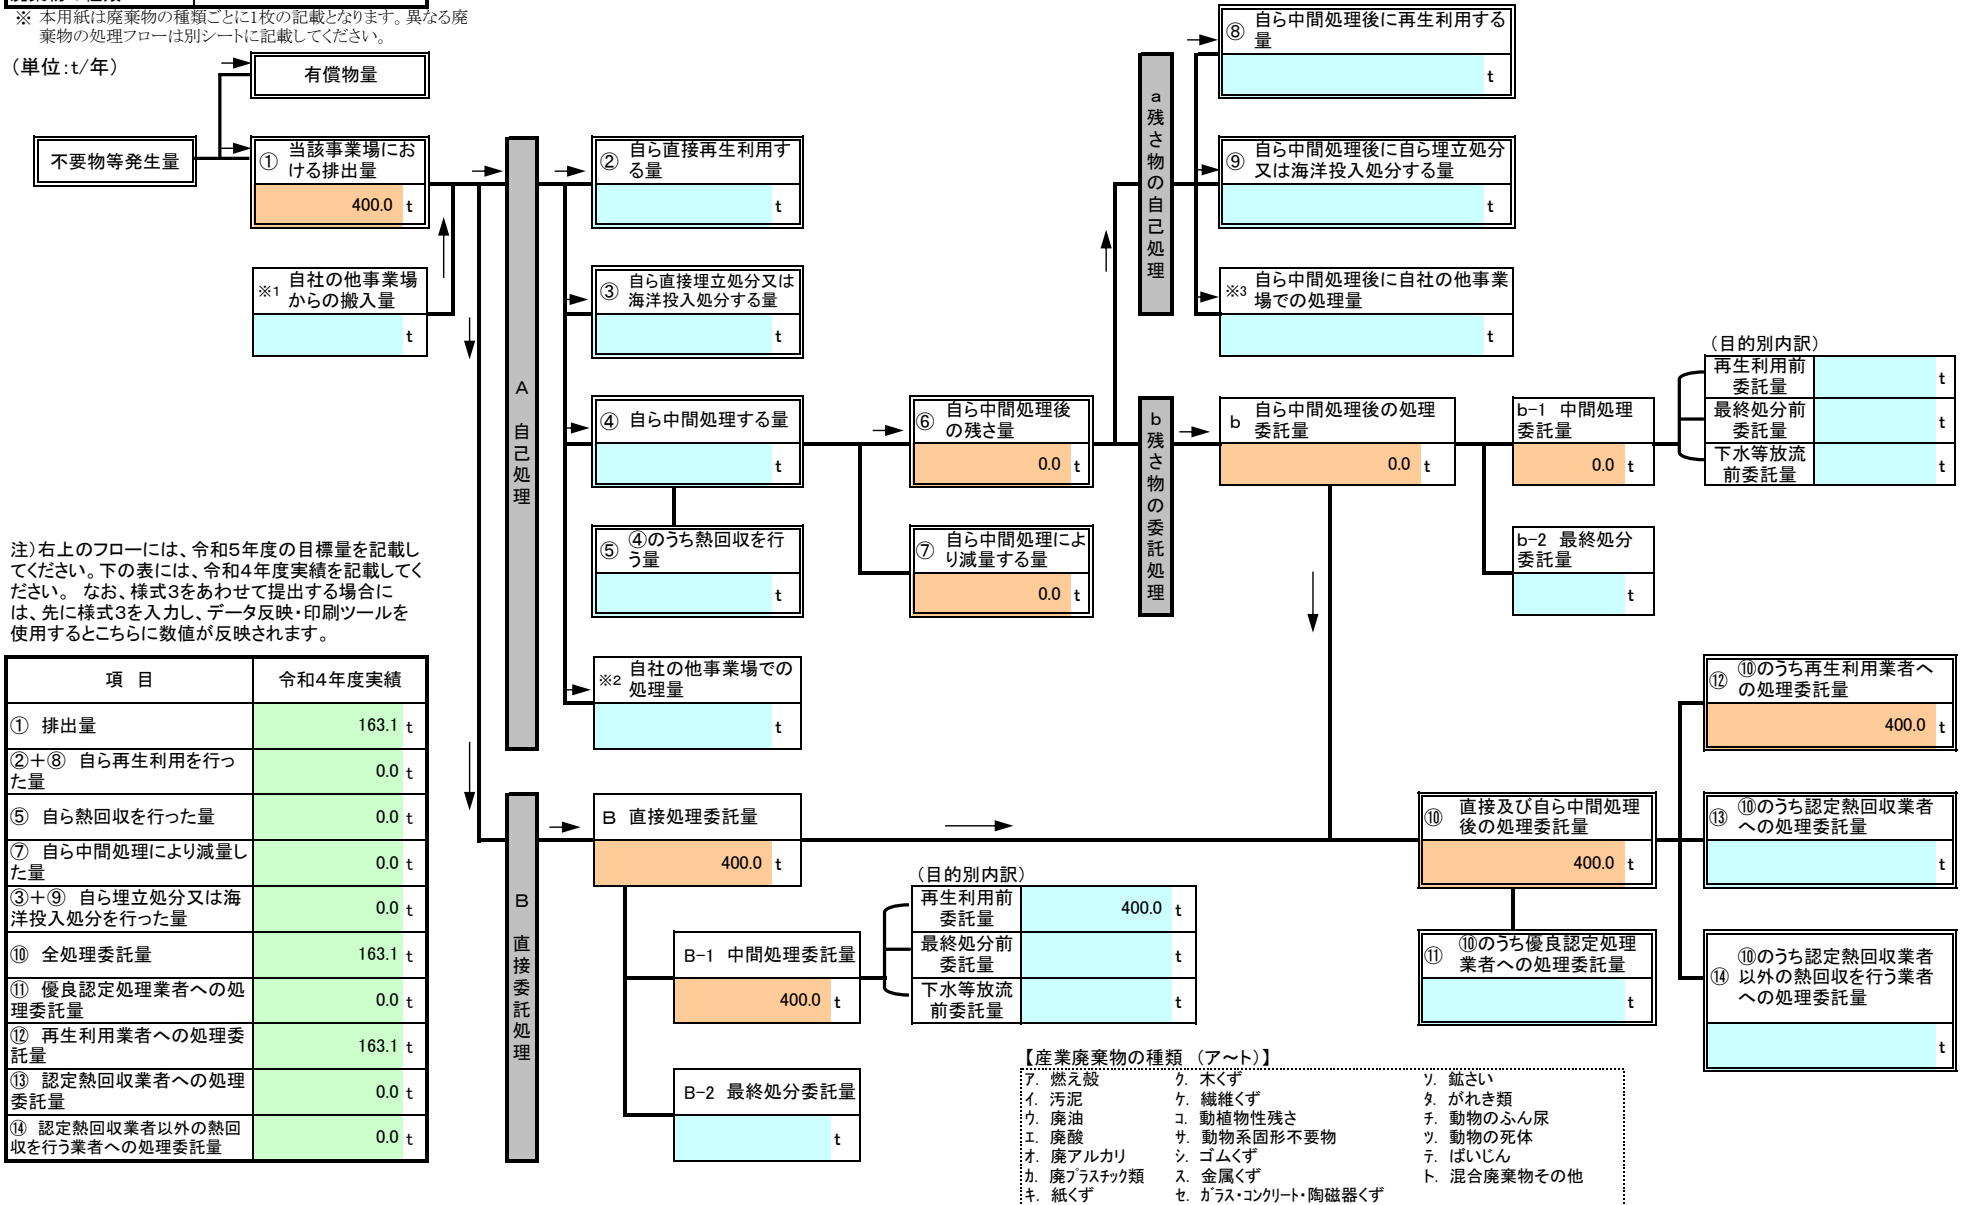 ※ 本用紙は廃棄物の種類ごとに1枚の記載となります。異なる廃
棄物の処理フローは別シートに記載してください。
(単位:t/年)
有償物量
不要物等発生量
① 当該事業場にお
ける排出量
400.0 t
※1 自社の他事業場
からの搬入量
t
A 自己処理
② 自ら直接再生利用す
る量
t
③ 自ら直接埋立処分又は
海洋投入処分する量
t
④ 自ら中間処理する量
t
⑤ ④のうち熱回収を行
う量
t
※2 自社の他事業場での
処理量
t
⑥ 自ら中間処理後
の残さ量
0.0 t
⑦ 自ら中間処理によ
り減量する量
0.0 t
a 残さ物の自己処理
⑧ 自ら中間処理後に再生利用する
量
t
⑨ 自ら中間処理後に自ら埋立処分
又は海洋投入処分する量
t
※3 自ら中間処理後に自社の他事業
場での処理量
t
b 残さ物の委託処理
b 自ら中間処理後の処理
委託量
0.0 t
b-1 中間処理
委託量
0.0 t
b-2 最終処分
委託量
t
(目的別内訳)
再生利用前
委託量
t
最終処分前
委託量
t
下水等放流
前委託量
t
注)右上のフローには、令和5年度の目標量を記載し
てください。下の表には、令和4年度実績を記載してく
ださい。 なお、様式3をあわせて提出する場合に
は、先に様式3を入力し、データ反映・印刷ツールを
使用するとこちらに数値が反映されます。
項 目 令和4年度実績
① 排出量 163.1 t
②+⑧ 自ら再生利用を行っ
た量 0.0 t
⑤ 自ら熱回収を行った量 0.0 t
⑦ 自ら中間処理により減量し
た量 0.0 t
③+⑨ 自ら埋立処分又は海
洋投入処分を行った量 0.0 t
⑩ 全処理委託量 163.1 t
⑪ 優良認定処理業者への処
理委託量 0.0 t
⑫ 再生利用業者への処理委
託量 163.1 t
⑬ 認定熱回収業者への処理
委託量 0.0 t
⑭ 認定熱回収業者以外の熱回
収を行う業者への処理委託量 0.0 t
B 直接委託処理
B 直接処理委託量
400.0 t
B-1 中間処理委託量
400.0 t
B-2 最終処分委託量
t
(目的別内訳)
再生利用前
委託量
400.0 t
最終処分前
委託量
t
下水等放流
前委託量
t
⑩ 直接及び自ら中間処理
後の処理委託量
400.0 t
⑪ ⑩のうち優良認定処理
業者への処理委託量
t
⑫ ⑩のうち再生利用業者へ
の処理委託量
400.0 t
⑬ ⑩のうち認定熱回収業者
への処理委託量
t
⑭ ⑩のうち認定熱回収業者
以外の熱回収を行う業者
への処理委託量
t
【産業廃棄物の種類 (ア~ト)】
ア. 燃え殻 ク. 木くず ソ. 鉱さい
イ. 汚泥 ケ. 繊維くず タ. がれき類
ウ. 廃油 コ. 動植物性残さ チ. 動物のふん尿
エ. 廃酸 サ. 動物系固形不要物 ツ. 動物の死体
オ. 廃アルカリ シ. ゴムくず テ. ばいじん
カ. 廃プラスチック類 ス. 金属くず ト. 混合廃棄物その他
キ. 紙くず セ. ガラス・コンクリート・陶磁器くず